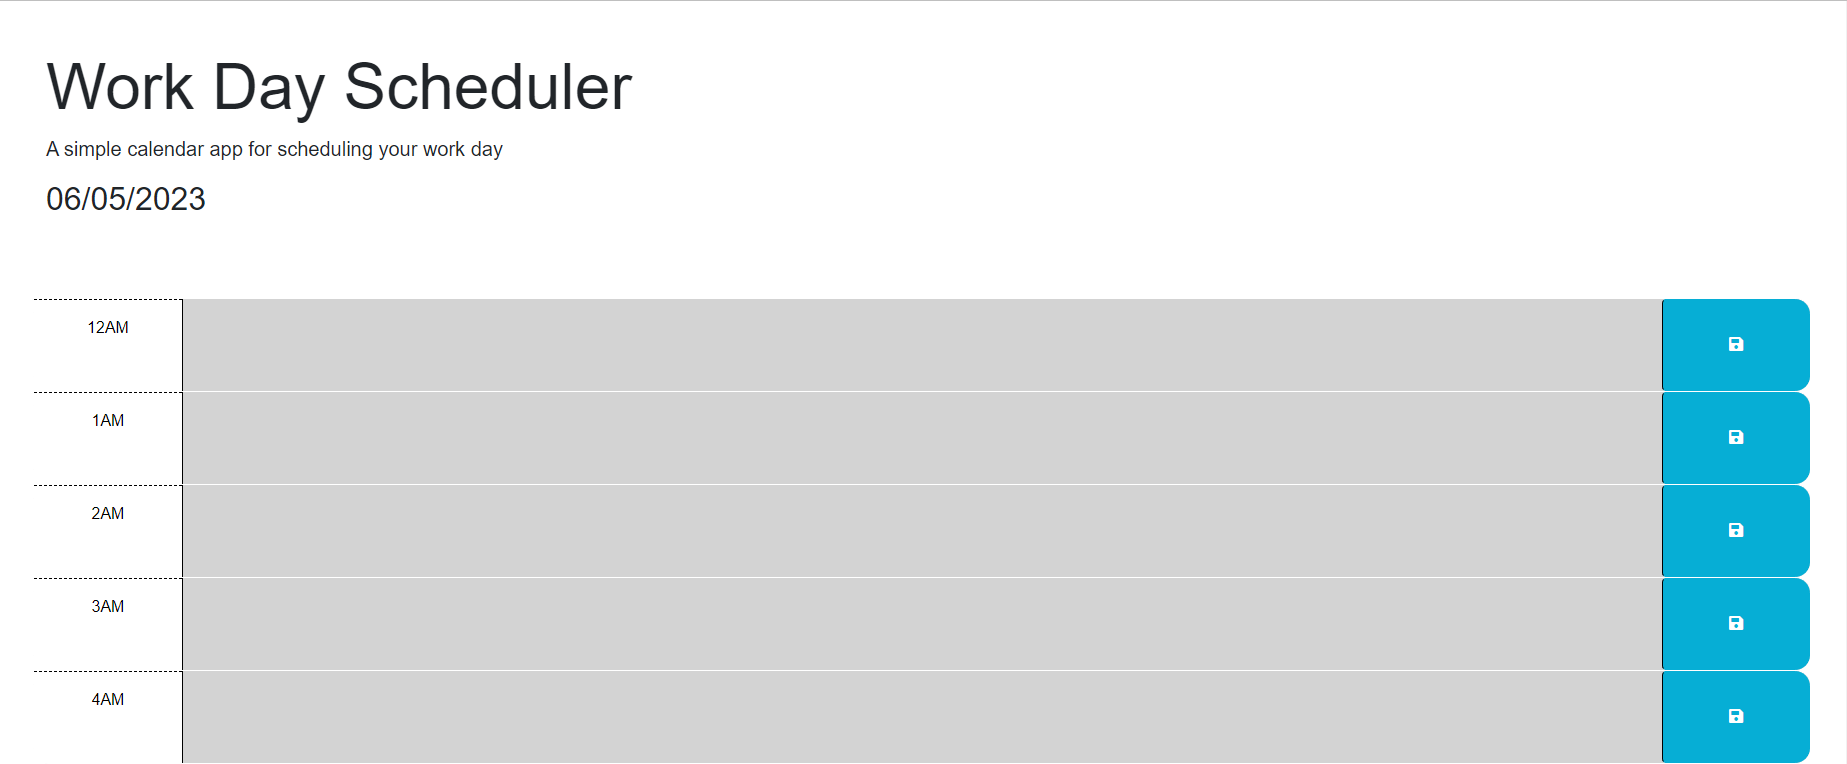 Work Day Scheduler
A simple calendar app for scheduling your work day
06/05/2023
12AM
1AM
2AM
3AM
4AM